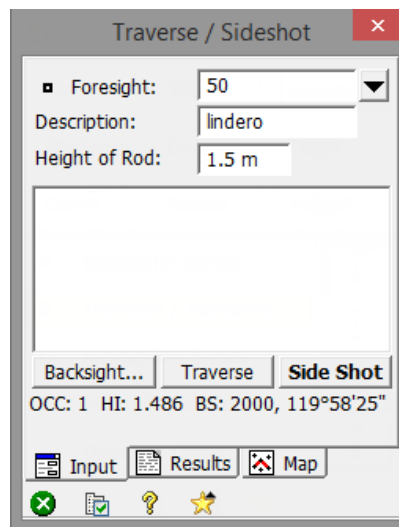 Traverse / Sideshot
Foresight: 50
Description: lindero
Height of Rod: 1.5 m
Backsight... Traverse Side Shot
OCC: 1 HI: 1.486 BS: 2000, 119°58'25"
Input Results Map